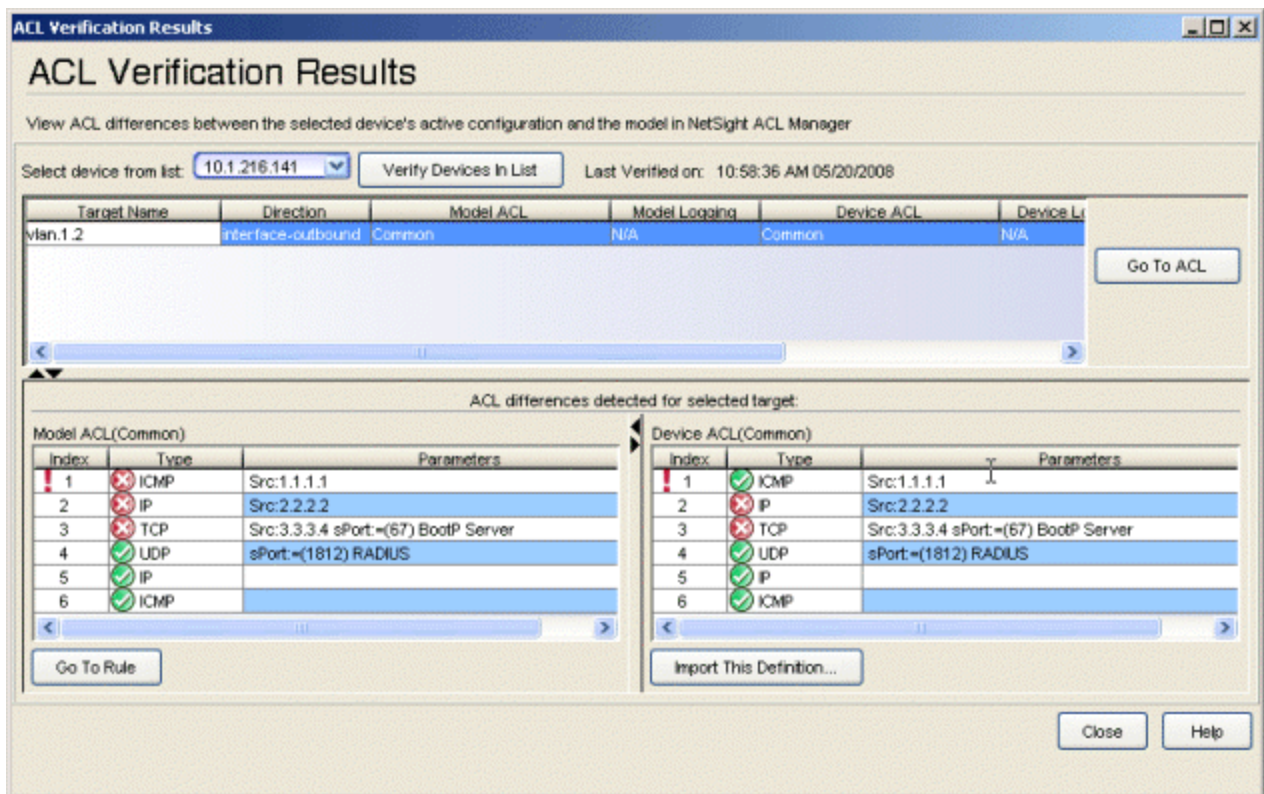 ACL Verification Results
ACL Verification Results
View ACL differences between the selected device's active configuration and the model in NetSight ACL Manager
Select device from list: 10.1.216.141 Verify Devices In List Last Verified on: 10:58:36 AM 05/20/2008
Target Name Direction Model ACL Model Logging Device ACL Device Lo
vlan.1.2 interface-outbound Common N/A Common N/A
Go To ACL
ACL differences detected for selected target:
Model ACL(Common)
Index Type Parameters
! 1 ICMP Src:1.1.1.1
2 IP Src:2.2.2.2
3 TCP Src:3.3.3.4 sPort:=(67) BootP Server
4 UDP sPort:=(1812) RADIUS
5 IP
6 ICMP
Go To Rule
Device ACL(Common)
Index Type Parameters
! 1 ICMP Src:1.1.1.1
2 IP Src:2.2.2.2
3 TCP Src:3.3.3.4 sPort:=(67) BootP Server
4 UDP sPort:=(1812) RADIUS
5 IP
6 ICMP
Import This Definition...
Close Help